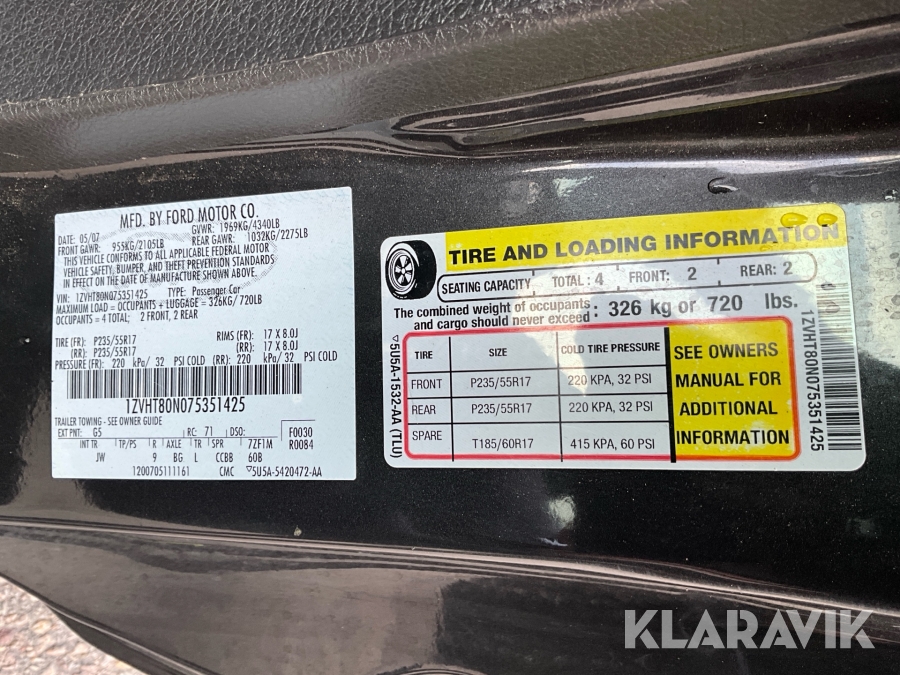 MFD. BY FORD MOTOR CO.
DATE: 05/07 GVWR: 1969KG/4340LB
FRONT GAWR: 955KG/2105LB REAR GAWR: 1032KG/2275LB
THIS VEHICLE CONFORMS TO ALL APPLICABLE FEDERAL MOTOR
VEHICLE SAFETY, BUMPER, AND THEFT PREVENTION STANDARDS
IN EFFECT ON THE DATE OF MANUFACTURE SHOWN ABOVE.
VIN: 1ZVHT80N075351425 TYPE: Passenger Car
MAXIMUM LOAD = OCCUPANTS + LUGGAGE = 326KG/ 720LB
OCCUPANTS = 4 TOTAL; 2 FRONT, 2 REAR
TIRE (FR): P235/55R17 RIMS (FR): 17 X 8.0J
(RR): P235/55R17 (RR): 17 X 8.0J
PRESSURE (FR): 220 kPa/ 32 PSI COLD (RR): 220 kPa/ 32 PSI COLD
1ZVHT80N075351425
TRAILER TOWING - SEE OWNER GUIDE
EXT PNT: G5 RC: 71 DSO: F0030
INT TR TP/PS R AXLE TR SPR 7ZF1M R0084
JW 9 BG L CCBB 60B
1200705111161 CMC ▽5U5A-5420472-AA
TIRE AND LOADING INFORMATION
SEATING CAPACITY TOTAL: 4 FRONT: 2 REAR: 2
The combined weight of occupants and cargo should never exceed : 326 kg or 720 lbs.
TIRE SIZE COLD TIRE PRESSURE
FRONT P235/55R17 220 KPA, 32 PSI
REAR P235/55R17 220 KPA, 32 PSI
SPARE T185/60R17 415 KPA, 60 PSI
SEE OWNERS
MANUAL FOR
ADDITIONAL
INFORMATION
▽5U5A-1532-AA (TLU)
1ZVHT80N075351425
KLARAVIK